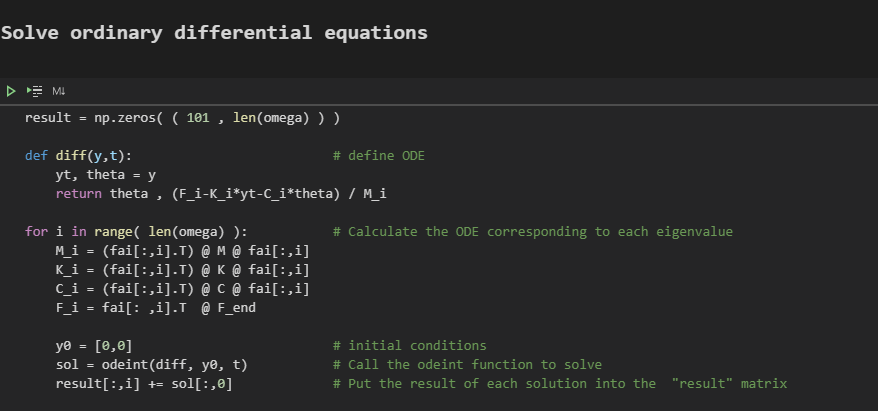 Solve ordinary differential equations
M↓
result = np.zeros( ( 101 , len(omega) ) )
def diff(y,t):                          # define ODE
    yt, theta = y
    return theta , (F_i-K_i*yt-C_i*theta) / M_i
for i in range( len(omega) ):           # Calculate the ODE corresponding to each eigenvalue
    M_i = (fai[:,i].T) @ M @ fai[:,i]
    K_i = (fai[:,i].T) @ K @ fai[:,i]
    C_i = (fai[:,i].T) @ C @ fai[:,i]
    F_i = fai[: ,i].T  @ F_end
    y0 = [0,0]                          # initial conditions
    sol = odeint(diff, y0, t)           # Call the odeint function to solve
    result[:,i] += sol[:,0]             # Put the result of each solution into the  "result" matrix